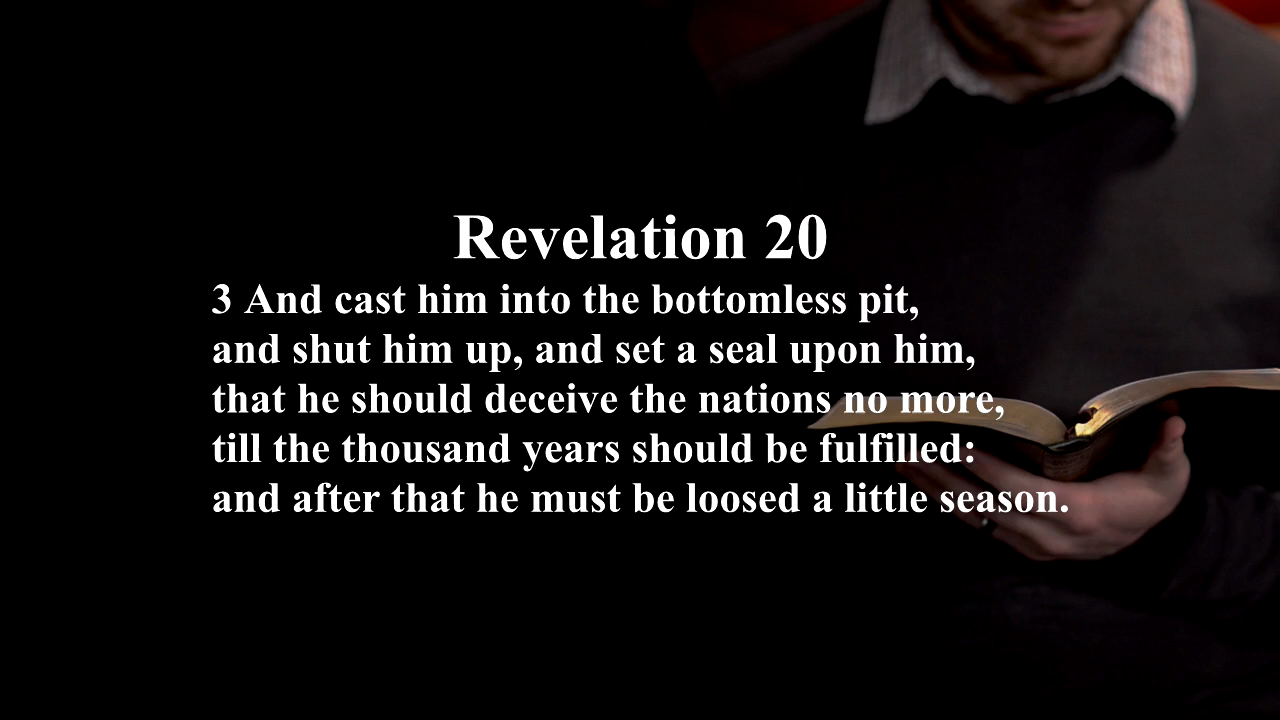 Revelation 20
3 And cast him into the bottomless pit,
and shut him up, and set a seal upon him,
that he should deceive the nations no more,
till the thousand years should be fulfilled:
and after that he must be loosed a little season.